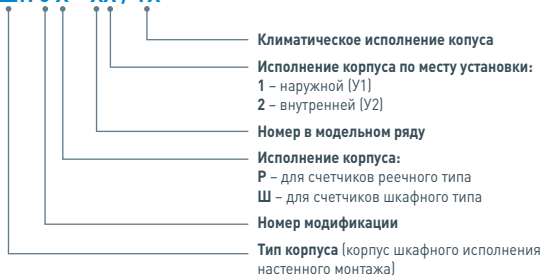 Климатическое исполнение копуса
Исполнение корпуса по месту установки:
1 – наружной (У1)
2 – внутренней (У2)
Номер в модельном ряду
Исполнение корпуса:
Р – для счетчиков реечного типа
Ш – для счетчиков шкафного типа
Номер модификации
Тип корпуса (корпус шкафного исполнения
настенного монтажа)